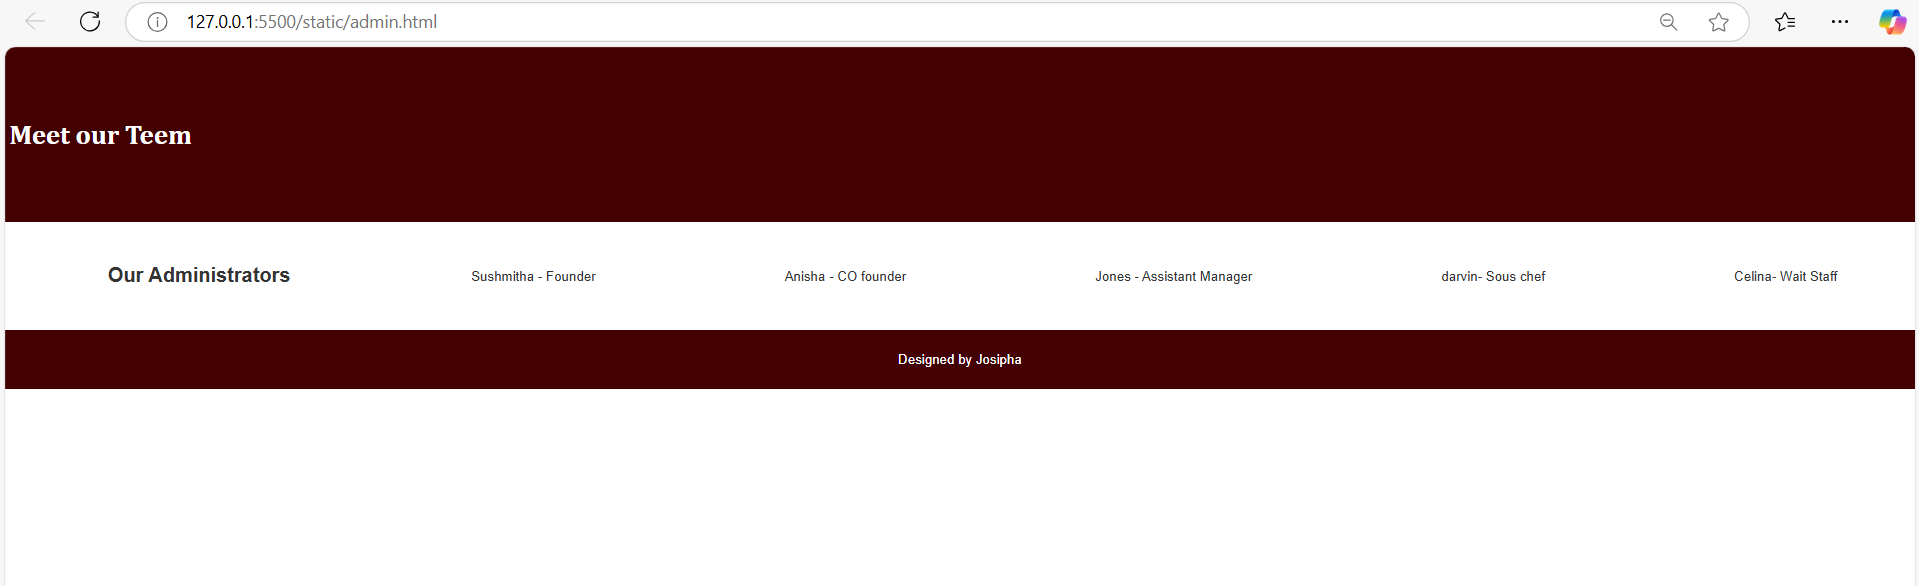 127.0.0.1:5500/static/admin.html
Meet our Teem
Our Administrators
Sushmitha - Founder
Anisha - CO founder
Jones - Assistant Manager
darvin- Sous chef
Celina- Wait Staff
Designed by Josipha